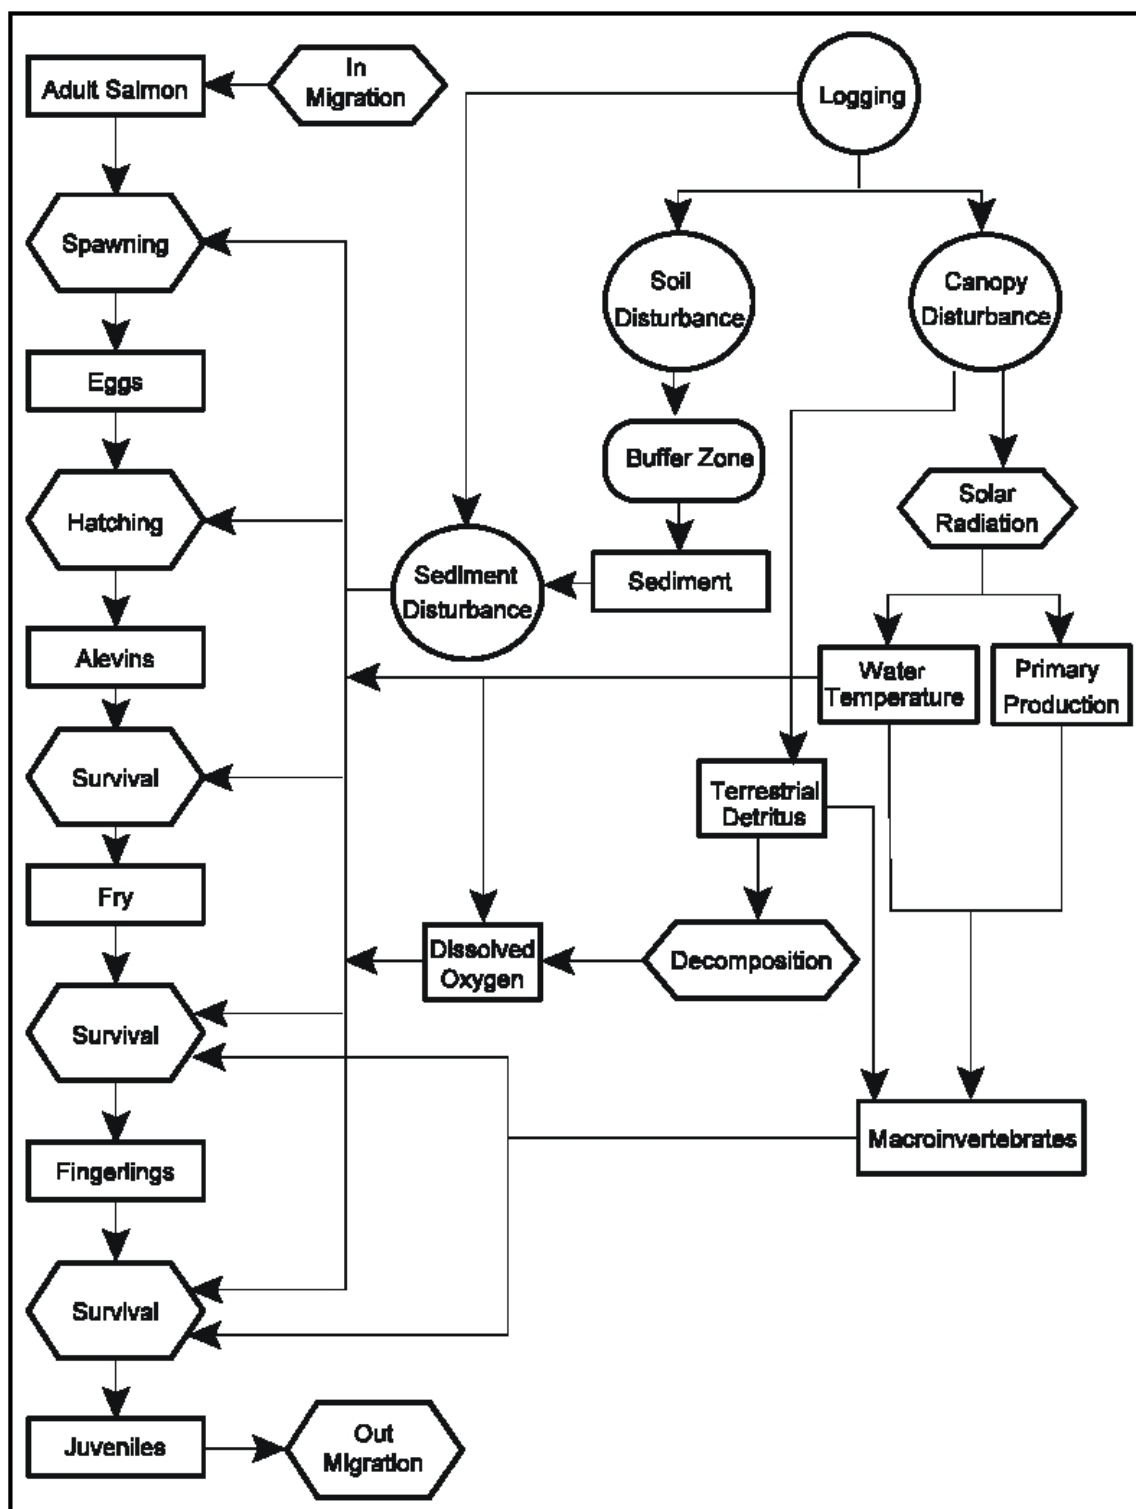 Adult Salmon
In
Migration
Logging
Spawning
Soil
Disturbance
Canopy
Disturbance
Eggs
Buffer Zone
Hatching
Solar
Radiation
Sediment
Disturbance
Sediment
Alevins
Water
Temperature
Primary
Production
Survival
Terrestrial
Detritus
Fry
Dissolved
Oxygen
Decomposition
Survival
Macroinvertebrates
Fingerlings
Survival
Juveniles
Out
Migration